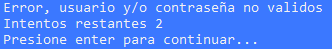 Error, usuario y/o contraseña no validos
Intentos restantes 2
Presione enter para continuar...